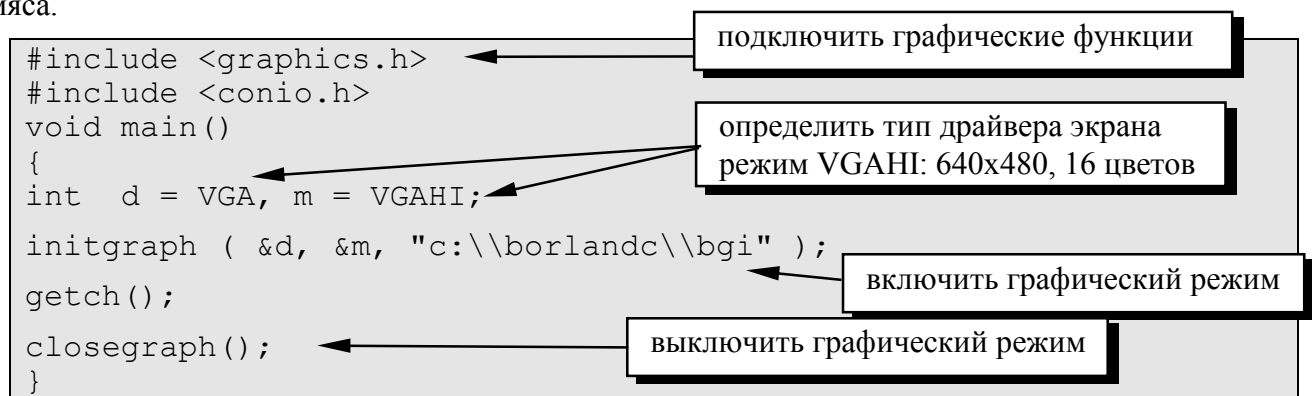 #include <graphics.h>
подключить графические функции
#include <conio.h>
void main()
определить тип драйвера экрана
{
режим VGAHI: 640x480, 16 цветов
int d = VGA, m = VGAHI;
initgraph ( &d, &m, "c:\\borlandc\\bgi" );
включить графический режим
getch();
closegraph();
выключить графический режим
}